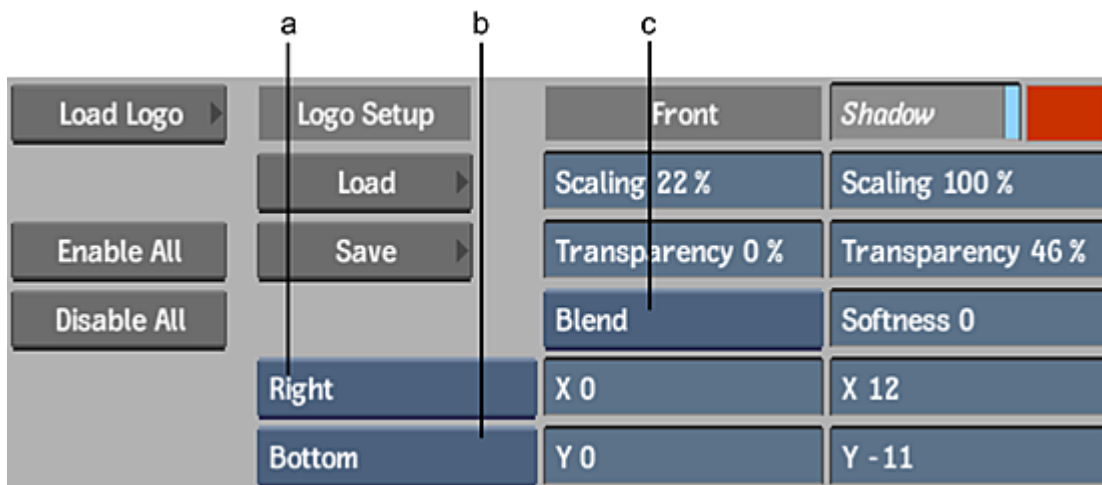 a b c
Load Logo Logo Setup Front Shadow
Load Scaling 22 % Scaling 100 %
Enable All Save Transparency 0 % Transparency 46 %
Disable All Blend Softness 0
Right X 0 X 12
Bottom Y 0 Y -11